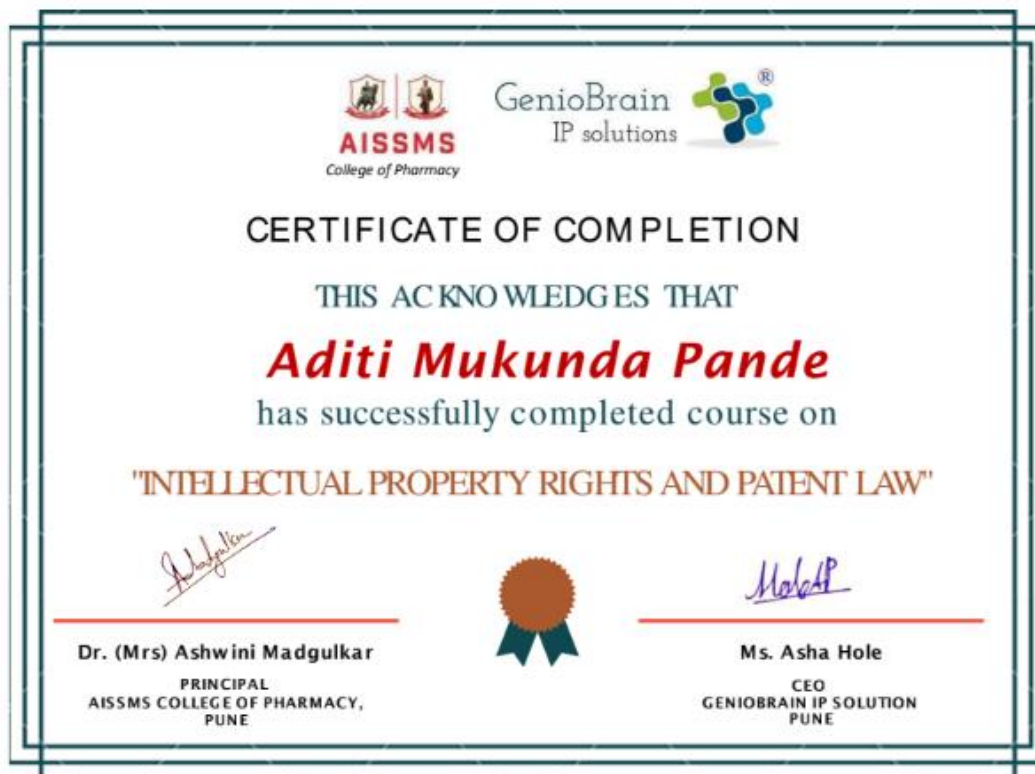 AISSMS
College of Pharmacy
GenioBrain ®
IP solutions
CERTIFICATE OF COMPLETION
THIS ACKNOWLEDGES THAT
Aditi Mukunda Pande
has successfully completed course on
"INTELLECTUAL PROPERTY RIGHTS AND PATENT LAW"
Dr. (Mrs) Ashwini Madgulkar
PRINCIPAL
AISSMS COLLEGE OF PHARMACY,
PUNE
Ms. Asha Hole
CEO
GENIOBRAIN IP SOLUTION
PUNE